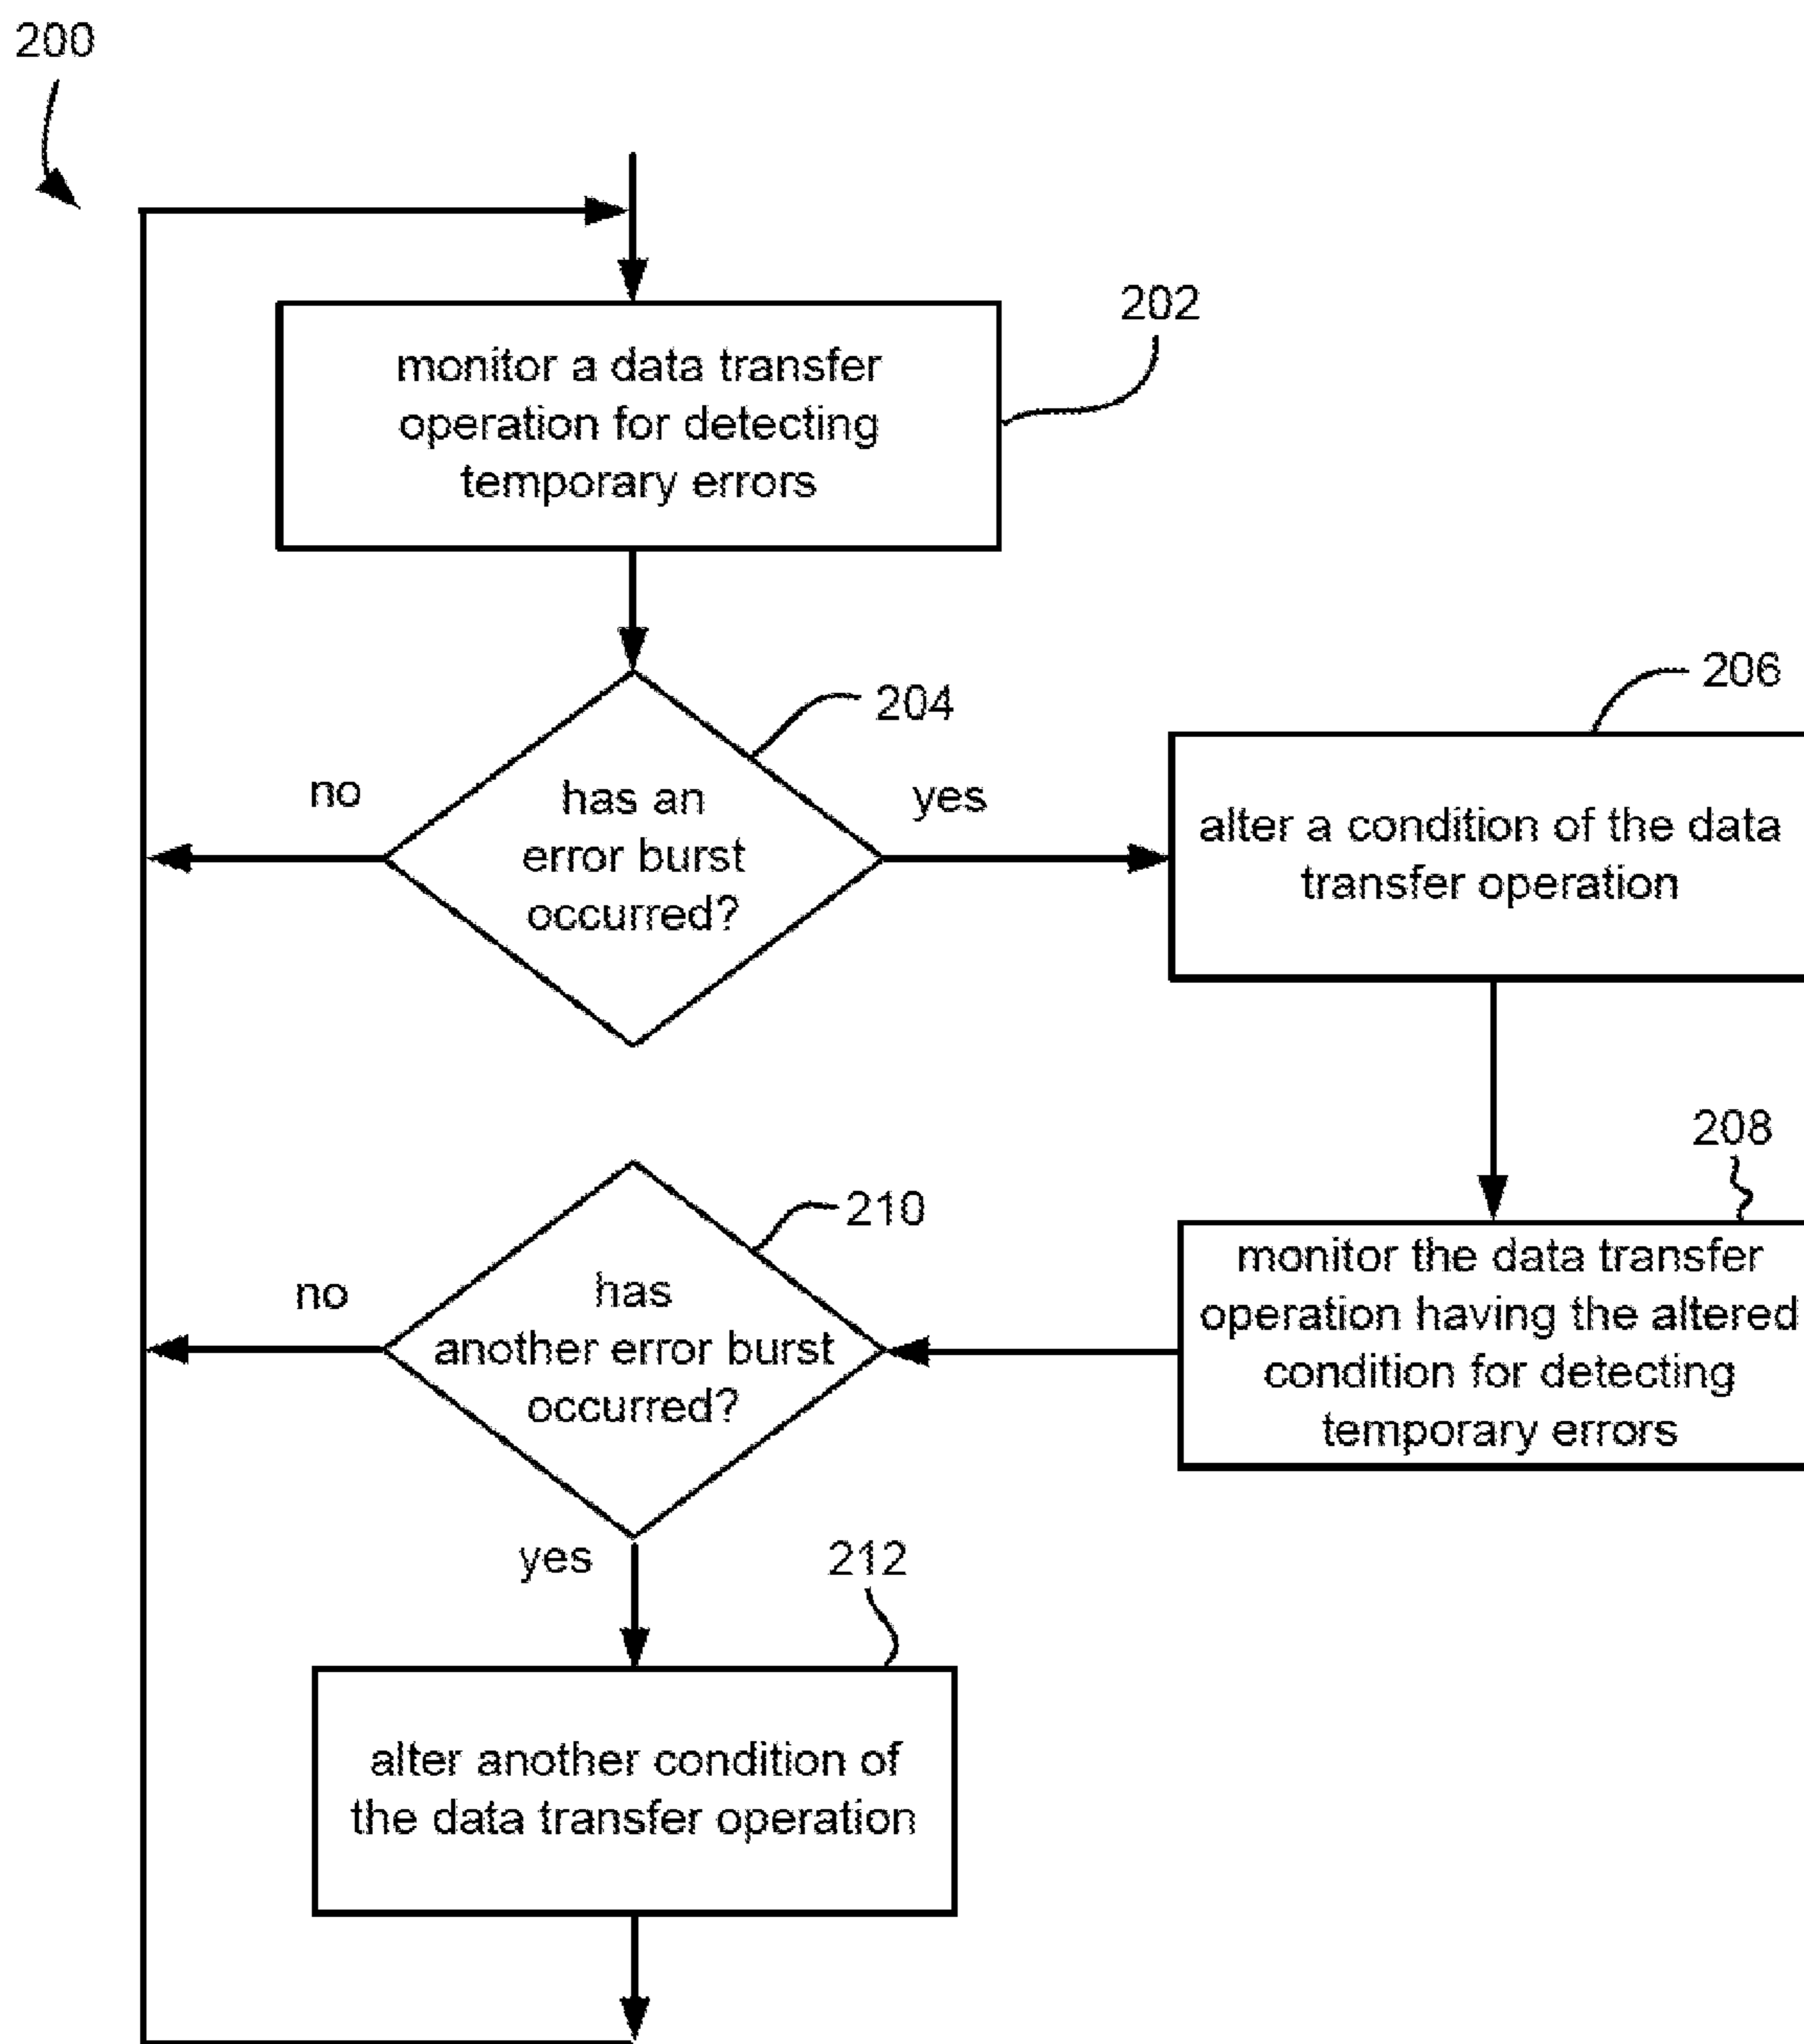 200
202
monitor a data transfer
operation for detecting
temporary errors
204
206
no
has an
error burst
occurred?
yes
alter a condition of the data
transfer operation
208
210
no
has
another error burst
occurred?
monitor the data transfer
operation having the altered
condition for detecting
temporary errors
yes
212
alter another condition of
the data transfer operation